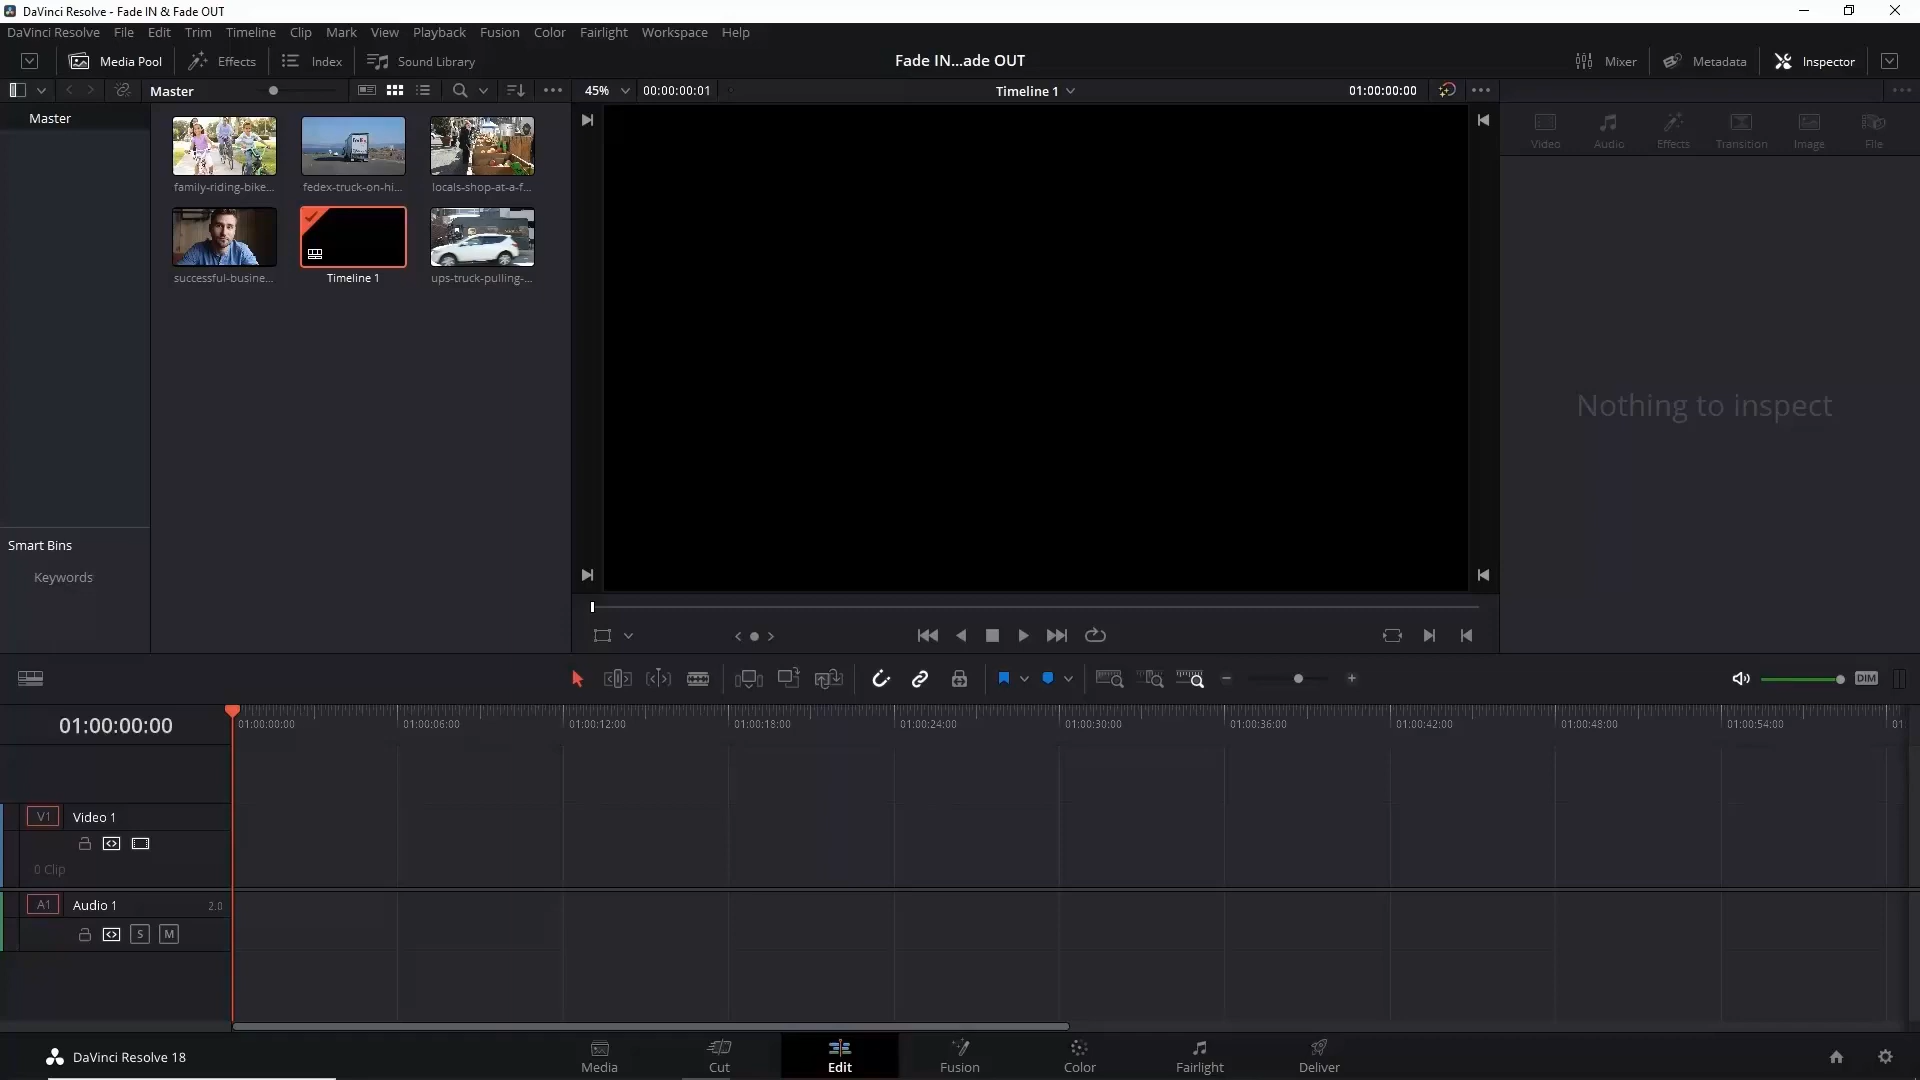 DaVinci Resolve - Fade IN & Fade OUT
DaVinci Resolve File Edit Trim Timeline Clip Mark View Playback Fusion Color Fairlight Workspace Help
Media Pool Effects Index Sound Library Fade IN...ade OUT Mixer Metadata Inspector
Master 45% 00:00:00:01 Timeline 1 01:00:00:00
Master
Video Audio Effects Transition Image File
family-riding-bike... fedex-truck-on-hi... locals-shop-at-a-f...
successful-busine... Timeline 1 ups-truck-pulling-...
Nothing to inspect
Smart Bins
Keywords
DIM
01:00:00:00 01:00:00:00 01:00:06:00 01:00:12:00 01:00:18:00 01:00:24:00 01:00:30:00 01:00:36:00 01:00:42:00 01:00:48:00 01:00:54:00 01:
V1 Video 1
0 Clip
A1 Audio 1 2.0
S M
DaVinci Resolve 18 Media Cut Edit Fusion Color Fairlight Deliver